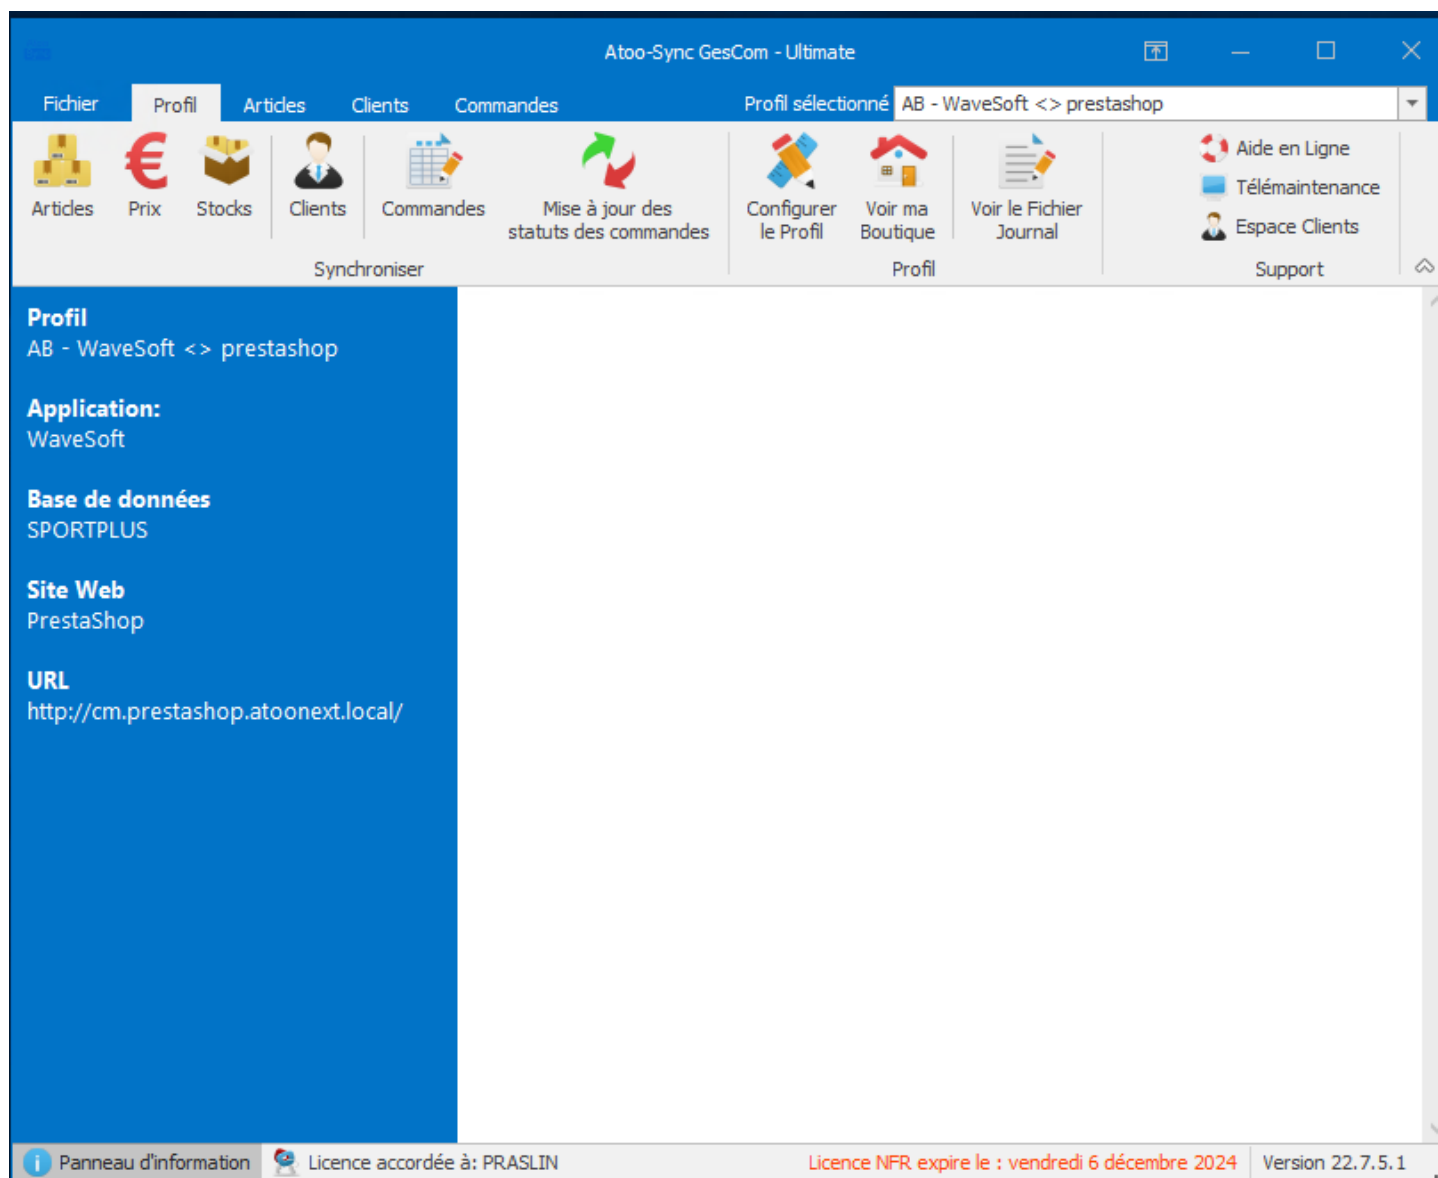 Atoo-Sync GesCom - Ultimate
Fichier Profil Articles Clients Commandes Profil sélectionné AB - WaveSoft <> prestashop
Articles Prix Stocks Clients Commandes Mise à jour des statuts des commandes
Synchroniser
Configurer le Profil Voir ma Boutique Voir le Fichier Journal
Profil
Aide en Ligne
Télémaintenance
Espace Clients
Support
Profil
AB - WaveSoft <> prestashop
Application:
WaveSoft
Base de données
SPORTPLUS
Site Web
PrestaShop
URL
http://cm.prestashop.atoonext.local/
Panneau d'information Licence accordée à: PRASLIN Licence NFR expire le : vendredi 6 décembre 2024 Version 22.7.5.1